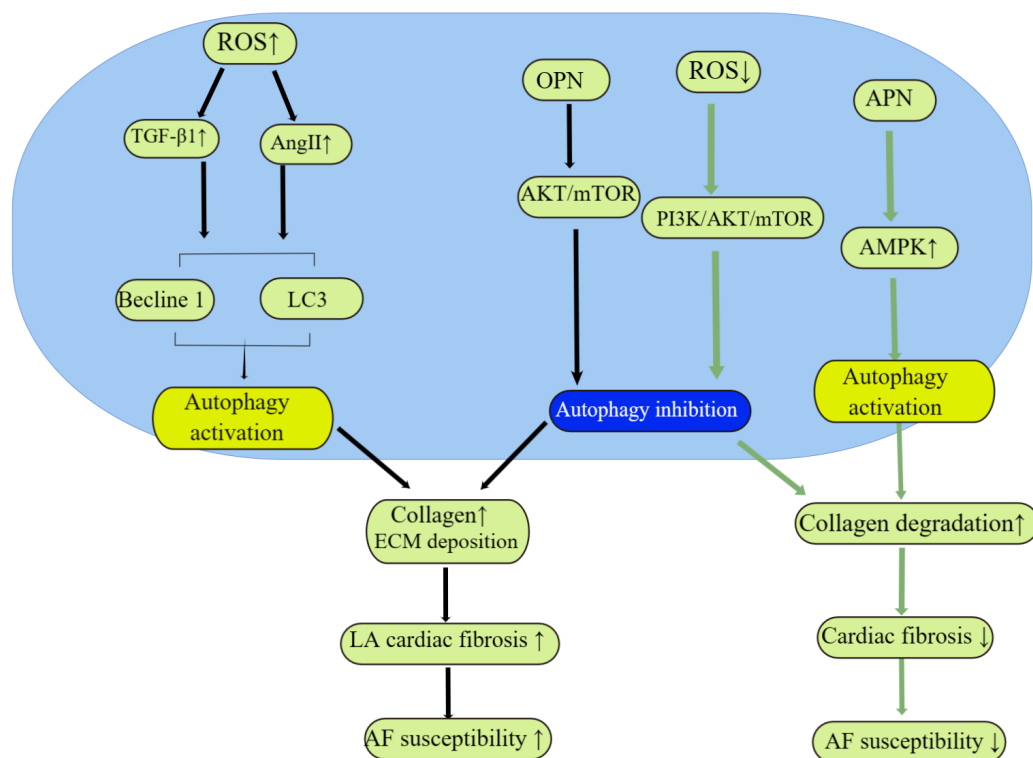 ROS↑
OPN
ROS↓
APN
TGF-β1↑
AngII↑
AKT/mTOR
PI3K/AKT/mTOR
AMPK↑
Becline 1
LC3
Autophagy
activation
Autophagy inhibition
Autophagy
activation
Collagen↑
ECM deposition
Collagen degradation↑
LA cardiac fibrosis ↑
Cardiac fibrosis ↓
AF susceptibility ↑
AF susceptibility ↓